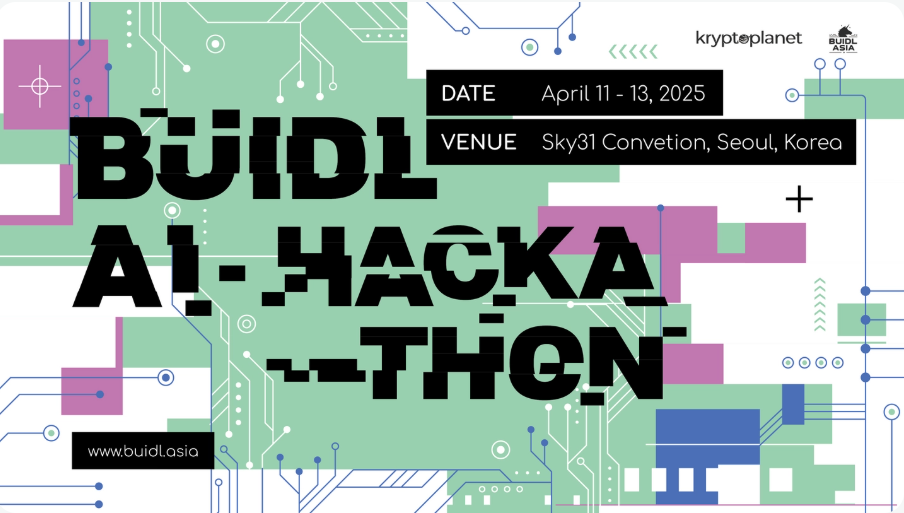 kryptoplanet
BUIDL
ASIA
DATE April 11 - 13, 2025
VENUE Sky31 Convetion, Seoul, Korea
BUIDL
AI - HACKA
-THON
www.buidl.asia